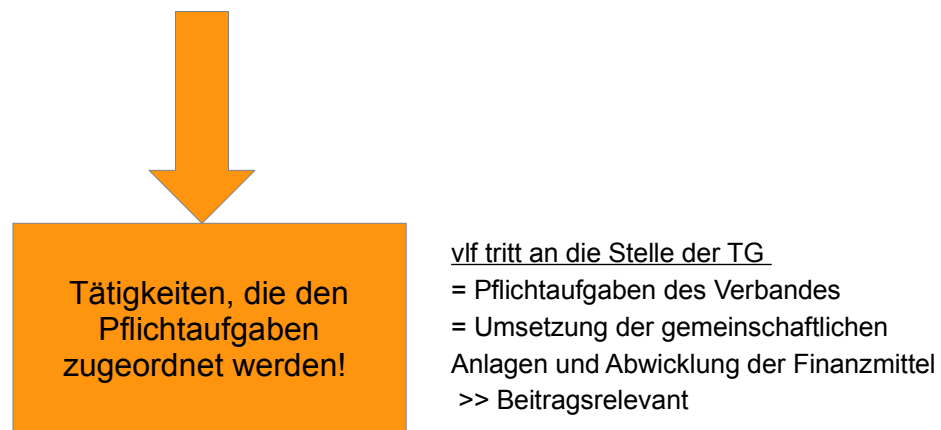 Tätigkeiten, die den
Pflichtaufgaben
zugeordnet werden!
vlf tritt an die Stelle der TG
= Pflichtaufgaben des Verbandes
= Umsetzung der gemeinschaftlichen
Anlagen und Abwicklung der Finanzmittel
>> Beitragsrelevant